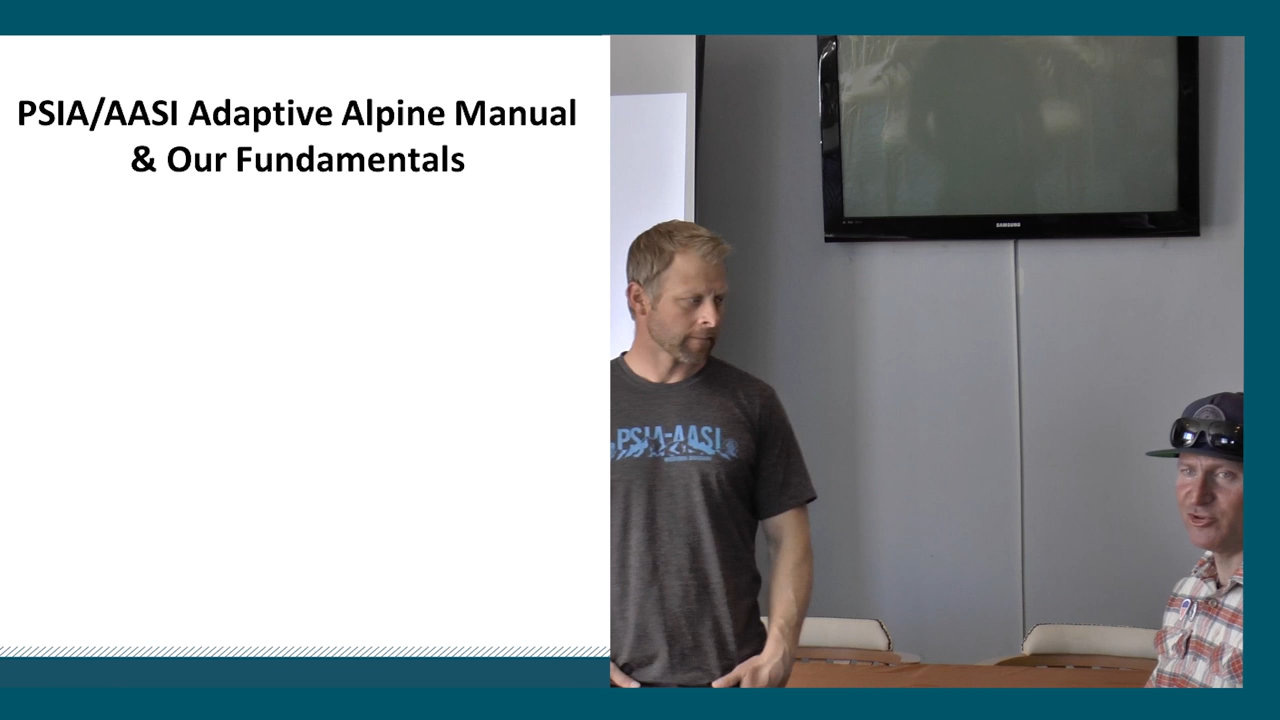 PSIA/AASI Adaptive Alpine Manual
& Our Fundamentals
SAMSUNG
PSIA-AASI